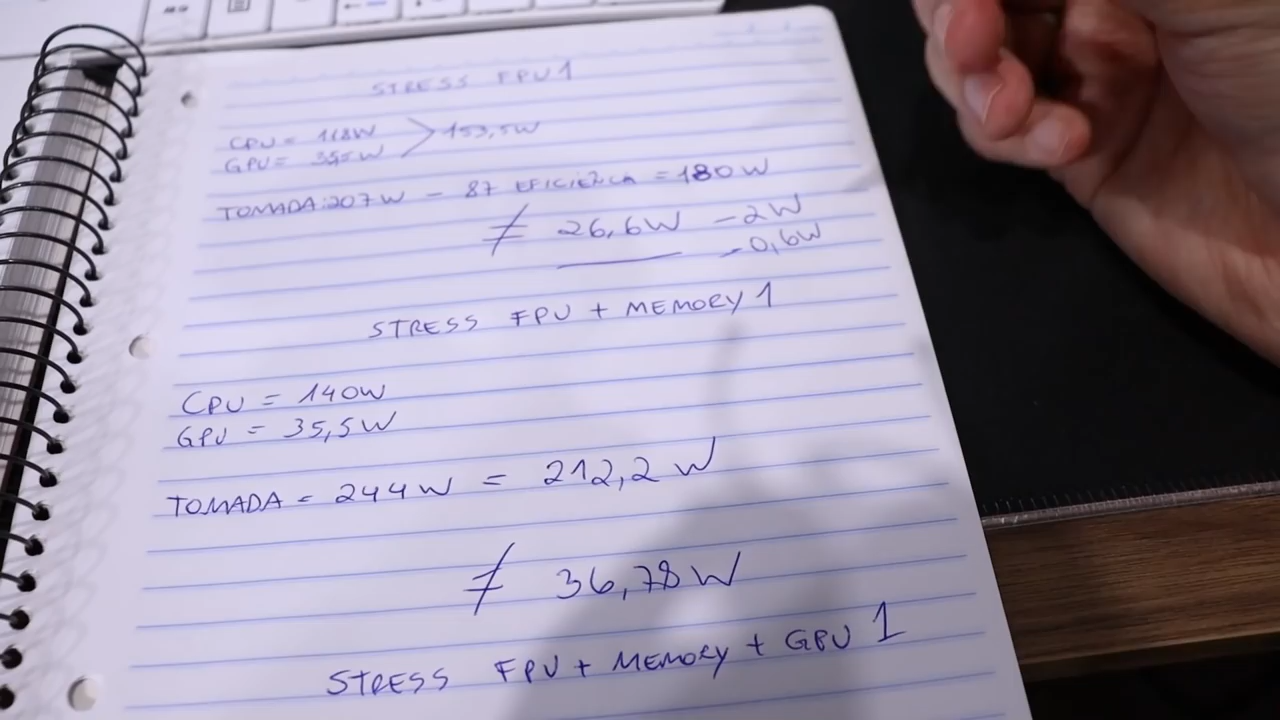 STRESS FPU 1
CPU = 118W
GPU = 35,5W > 153,5W
TOMADA: 207W - 87 EFICIÊNCIA = 180W
≠ 26,6W - 2W
- 0,6W
STRESS FPU + MEMORY 1
CPU = 140W
GPU = 35,5W
TOMADA = 244W = 212,2 W
≠ 36,78W
STRESS FPU + MEMORY + GPU 1